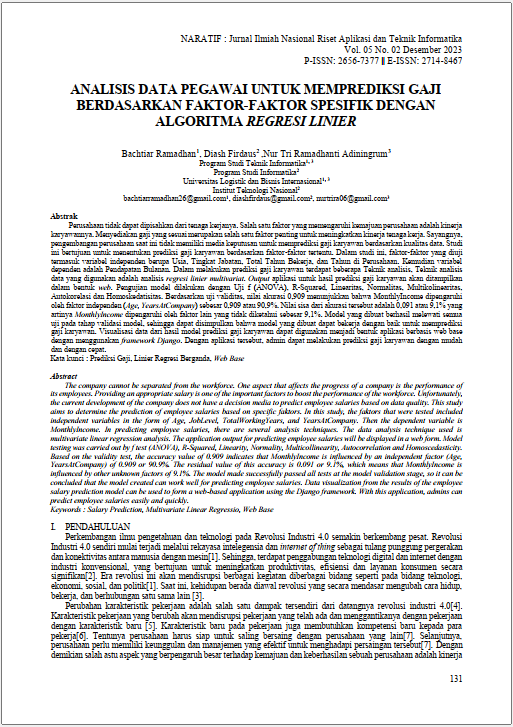 NARATIF : Jurnal Ilmiah Nasional Riset Aplikasi dan Teknik Informatika
Vol. 05 No. 02 Desember 2023
P-ISSN: 2656-7377 || E-ISSN: 2714-8467
ANALISIS DATA PEGAWAI UNTUK MEMPREDIKSI GAJI
BERDASARKAN FAKTOR-FAKTOR SPESIFIK DENGAN
ALGORITMA REGRESI LINIER
Bachtiar Ramadhan¹, Diash Firdaus² ,Nur Tri Ramadhanti Adiningrum³
Program Studi Teknik Informatika¹, ³
Program Studi Informatika²
Universitas Logistik dan Bisnis Internasional¹, ³
Institut Teknologi Nasional²
bachtiarramadhan26@gmail.com¹, diashfirdaus@gmail.com², nutrira06@gmail.com³
Abstrak
Perusahaan tidak dapat dipisahkan dari tenaga kerjanya. Salah satu faktor yang memengaruhi kemajuan perusahaan adalah kinerja
karyawannya. Menyediakan gaji yang sesuai merupakan salah satu faktor penting untuk meningkatkan kinerja tenaga kerja. Sayangnya,
pengembangan perusahaan saat ini tidak memiliki media keputusan untuk memprediksi gaji karyawan berdasarkan kualitas data. Studi
ini bertujuan untuk menentukan prediksi gaji karyawan berdasarkan faktor-faktor tertentu. Dalam studi ini, faktor-faktor yang diuji
termasuk variabel independen berupa Usia, Tingkat Jabatan, Total Tahun Bekerja, dan Tahun di Perusahaan. Kemudian variabel
dependen adalah Pendapatan Bulanan. Dalam melakukan prediksi gaji karyawan terdapat beberapa Teknik analisis, Teknik analisis
data yang digunakan adalah analisis regresi linier multivariat. Output aplikasi untuk hasil prediksi gaji karyawan akan ditampilkan
dalam bentuk web. Pengujian model dilakukan dengan Uji f (ANOVA), R-Squared, Linearitas, Normalitas, Multikolinearitas,
Autokorelasi dan Homoskedastisitas. Berdasarkan uji validitas, nilai akurasi 0,909 menunjukkan bahwa MonthlyIncome dipengaruhi
oleh faktor independen (Age, YearsAtCompany) sebesar 0,909 atau 90,9%. Nilai sisa dari akurasi tersebut adalah 0,091 atau 9,1% yang
artinya MonthlyIncome dipengaruhi oleh faktor lain yang tidak diketahui sebesar 9,1%. Model yang dibuat berhasil melewati semua
uji pada tahap validasi model, sehingga dapat disimpulkan bahwa model yang dibuat dapat bekerja dengan baik untuk memprediksi
gaji karyawan. Visualisasi data dari hasil model prediksi gaji karyawan dapat digunakan menjadi bentuk aplikasi berbasis web base
dengan menggunakan framework Django. Dengan aplikasi tersebut, admin dapat melakukan prediksi gaji karyawan dengan mudah
dan dengan cepat.
Kata kunci : Prediksi Gaji, Linier Regresi Berganda, Web Base
Abstract
The company cannot be separated from the workforce. One aspect that affects the progress of a company is the performance of
its employees. Providing an appropriate salary is one of the important factors to boost the performance of the workforce. Unfortunately,
the current development of the company does not have a decision media to predict employee salaries based on data quality. This study
aims to determine the prediction of employee salaries based on specific faktors. In this study, the faktors that were tested included
independent variables in the form of Age, JobLevel, TotalWorkingYears, and YearsAtCompany. Then the dependent variable is
MonthlyIncome. In predicting employee salaries, there are several analysis techniques. The data analysis technique used is
multivariate linear regression analysis. The application output for predicting employee salaries will be displayed in a web form. Model
testing was carried out by f test (ANOVA), R-Squared, Linearity, Normality, Multicollinearity, Autocorrelation and Homoscedasticity.
Based on the validity test, the accuracy value of 0.909 indicates that MonthlyIncome is influenced by an independent factor (Age,
YearsAtCompany) of 0.909 or 90.9%. The residual value of this accuracy is 0.091 or 9.1%, which means that MonthlyIncome is
influenced by other unknown factors of 9.1%. The model made successfully passed all tests at the model validation stage, so it can be
concluded that the model created can work well for predicting employee salaries. Data visualization from the results of the employee
salary prediction model can be used to form a web-based application using the Django framework. With this application, admins can
predict employee salaries easily and quickly.
Keywords : Salary Prediction, Multivariate Linear Regressio, Web Base
I. PENDAHULUAN
Perkembangan ilmu pengetahuan dan teknologi pada Revolusi Industri 4.0 semakin berkembang pesat. Revolusi
Industri 4.0 sendiri mulai terjadi melalui rekayasa intelegensia dan internet of thing sebagai tulang punggung pergerakan
dan konektivitas antara manusia dengan mesin[1]. Sehingga, terdapat penggabungan teknologi digital dan internet dengan
industri konvensional, yang bertujuan untuk meningkatkan produktivitas, efisiensi dan layanan konsumen secara
signifikan[2]. Era revolusi ini akan mendisrupsi berbagai kegiatan diberbagai bidang seperti pada bidang teknologi,
ekonomi, sosial, dan politik[1]. Saat ini, kehidupan berada diawal revolusi yang secara mendasar mengubah cara hidup,
bekerja, dan berhubungan satu sama lain [3].
Perubahan karakteristik pekerjaan adalah salah satu dampak tersendiri dari datangnya revolusi industri 4.0[4].
Karakteristik pekerjaan yang berubah akan mendisrupsi pekerjaan yang telah ada dan menggantikanya dengan pekerjaan
dengan karakteristik baru [5]. Karakteristik baru pada pekerjaan juga membutuhkan kompetensi baru kepada para
pekerja[6]. Tentunya perusahaan harus siap untuk saling bersaing dengan perusahaan yang lain[7]. Selanjutnya,
perusahaan perlu memiliki keunggulan dan manajemen yang efektif untuk menghadapi persaingan tersebut[7]. Dengan
demikian salah astu aspek yang berpengaruh besar terhadap kemajuan dan keberhasilan sebuah perusahaan adalah kinerja
131